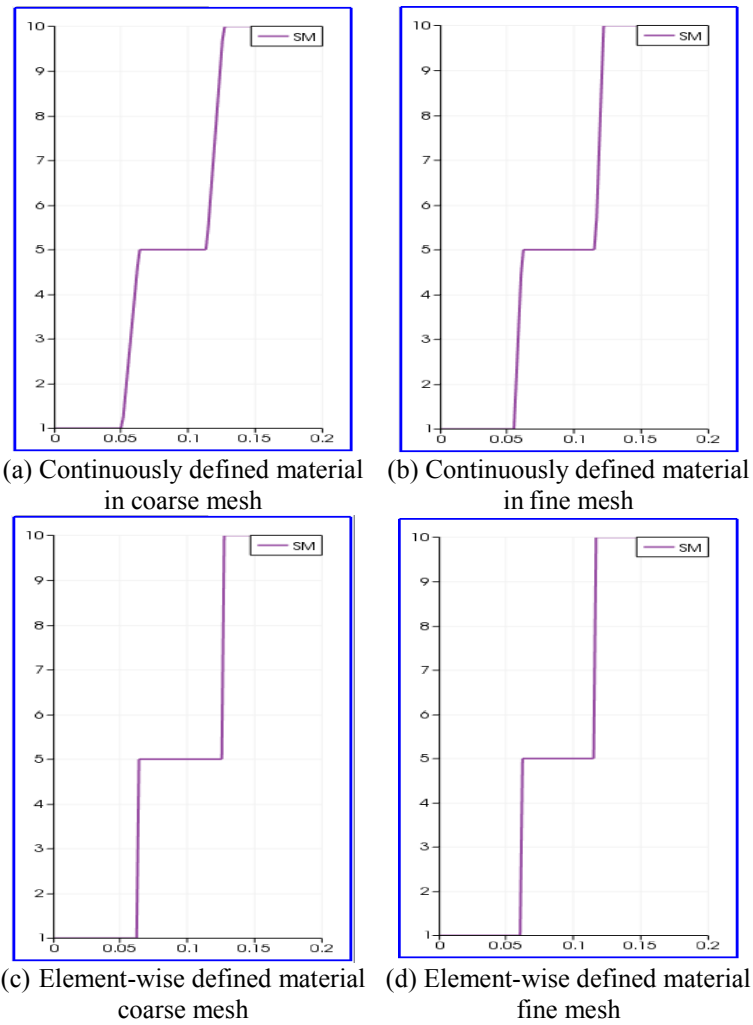 10
9
8
7
6
5
4
3
2
1
SM
0 0.05 0.1 0.15 0.2
10
9
8
7
6
5
4
3
2
1
SM
0 0.05 0.1 0.15 0.2
(a) Continuously defined material
in coarse mesh
(b) Continuously defined material
in fine mesh
10
9
8
7
6
5
4
3
2
1
SM
0 0.05 0.1 0.15 0.2
10
9
8
7
6
5
4
3
2
1
SM
0 0.05 0.1 0.15 0.2
(c) Element-wise defined material
coarse mesh
(d) Element-wise defined material
fine mesh